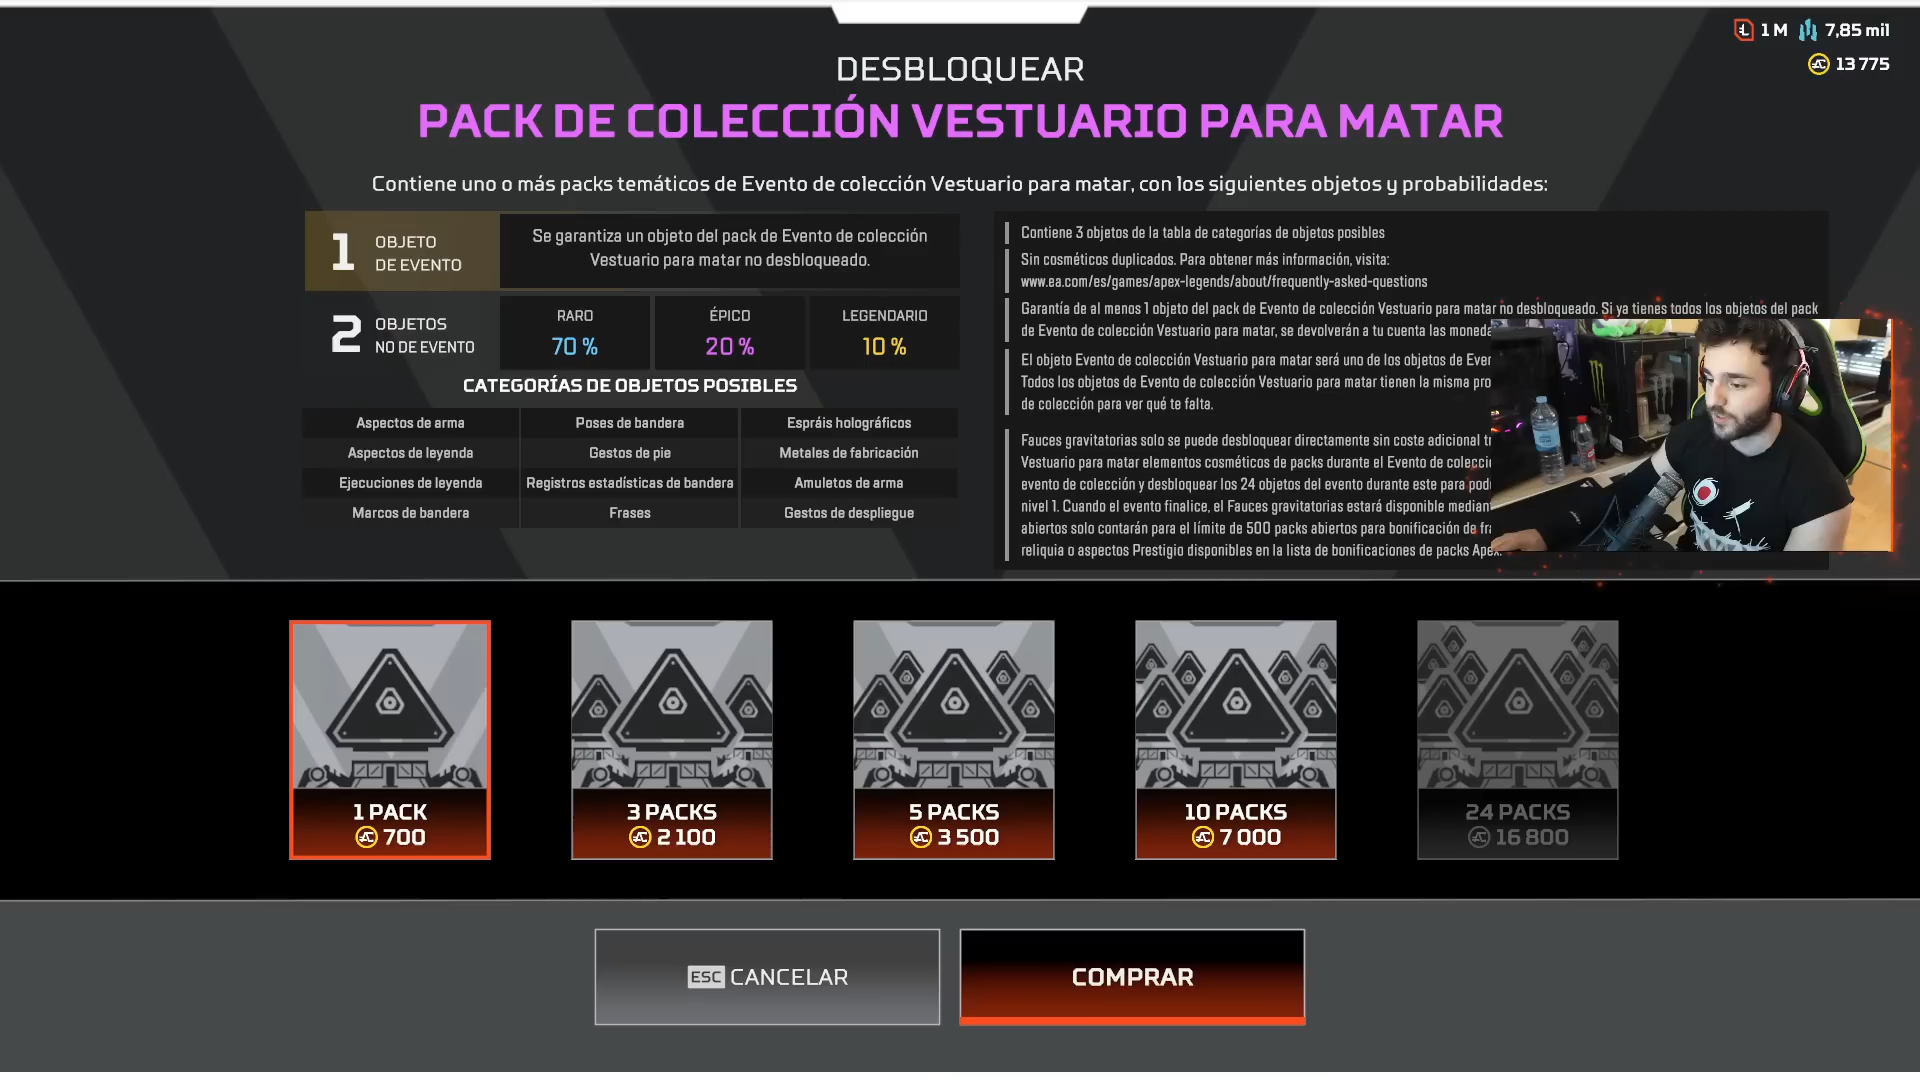 1 M 7,85 mil
13 775
DESBLOQUEAR
PACK DE COLECCIÓN VESTUARIO PARA MATAR
Contiene uno o más packs temáticos de Evento de colección Vestuario para matar, con los siguientes objetos y probabilidades:
1 OBJETO
DE EVENTO
Se garantiza un objeto del pack de Evento de colección
Vestuario para matar no desbloqueado.
2 OBJETOS
NO DE EVENTO
RARO
70 %
ÉPICO
20 %
LEGENDARIO
10 %
CATEGORÍAS DE OBJETOS POSIBLES
Aspectos de arma Poses de bandera Espráis holográficos
Aspectos de leyenda Gestos de pie Metales de fabricación
Ejecuciones de leyenda Registros estadísticas de bandera Amuletos de arma
Marcos de bandera Frases Gestos de despliegue
Contiene 3 objetos de la tabla de categorías de objetos posibles
Sin cosméticos duplicados. Para obtener más información, visita:
www.ea.com/es/games/apex-legends/about/frequently-asked-questions
Garantía de al menos 1 objeto del pack de Evento de colección Vestuario para matar no desbloqueado. Si ya tienes todos los objetos del pack
de Evento de colección Vestuario para matar, se devolverán a tu cuenta las
El objeto Evento de colección Vestuario para matar será uno de los objetos de
Todos los objetos de Evento de colección Vestuario para matar tienen la misma
de colección para ver qué te falta.
Fauces gravitatorias solo se puede desbloquear directamente sin coste adicional
Vestuario para matar elementos cosméticos de packs durante el Evento de
evento de colección y desbloquear los 24 objetos del evento durante este para
nivel 1. Cuando el evento finalice, el Fauces gravitatorias estará disponible
abiertos solo contarán para el límite de 500 packs abiertos para bonificación de
reliquia o aspectos Prestigio disponibles en la lista de bonificaciones de packs Apex.
1 PACK
700
3 PACKS
2 100
5 PACKS
3 500
10 PACKS
7 000
24 PACKS
16 800
ESC CANCELAR
COMPRAR